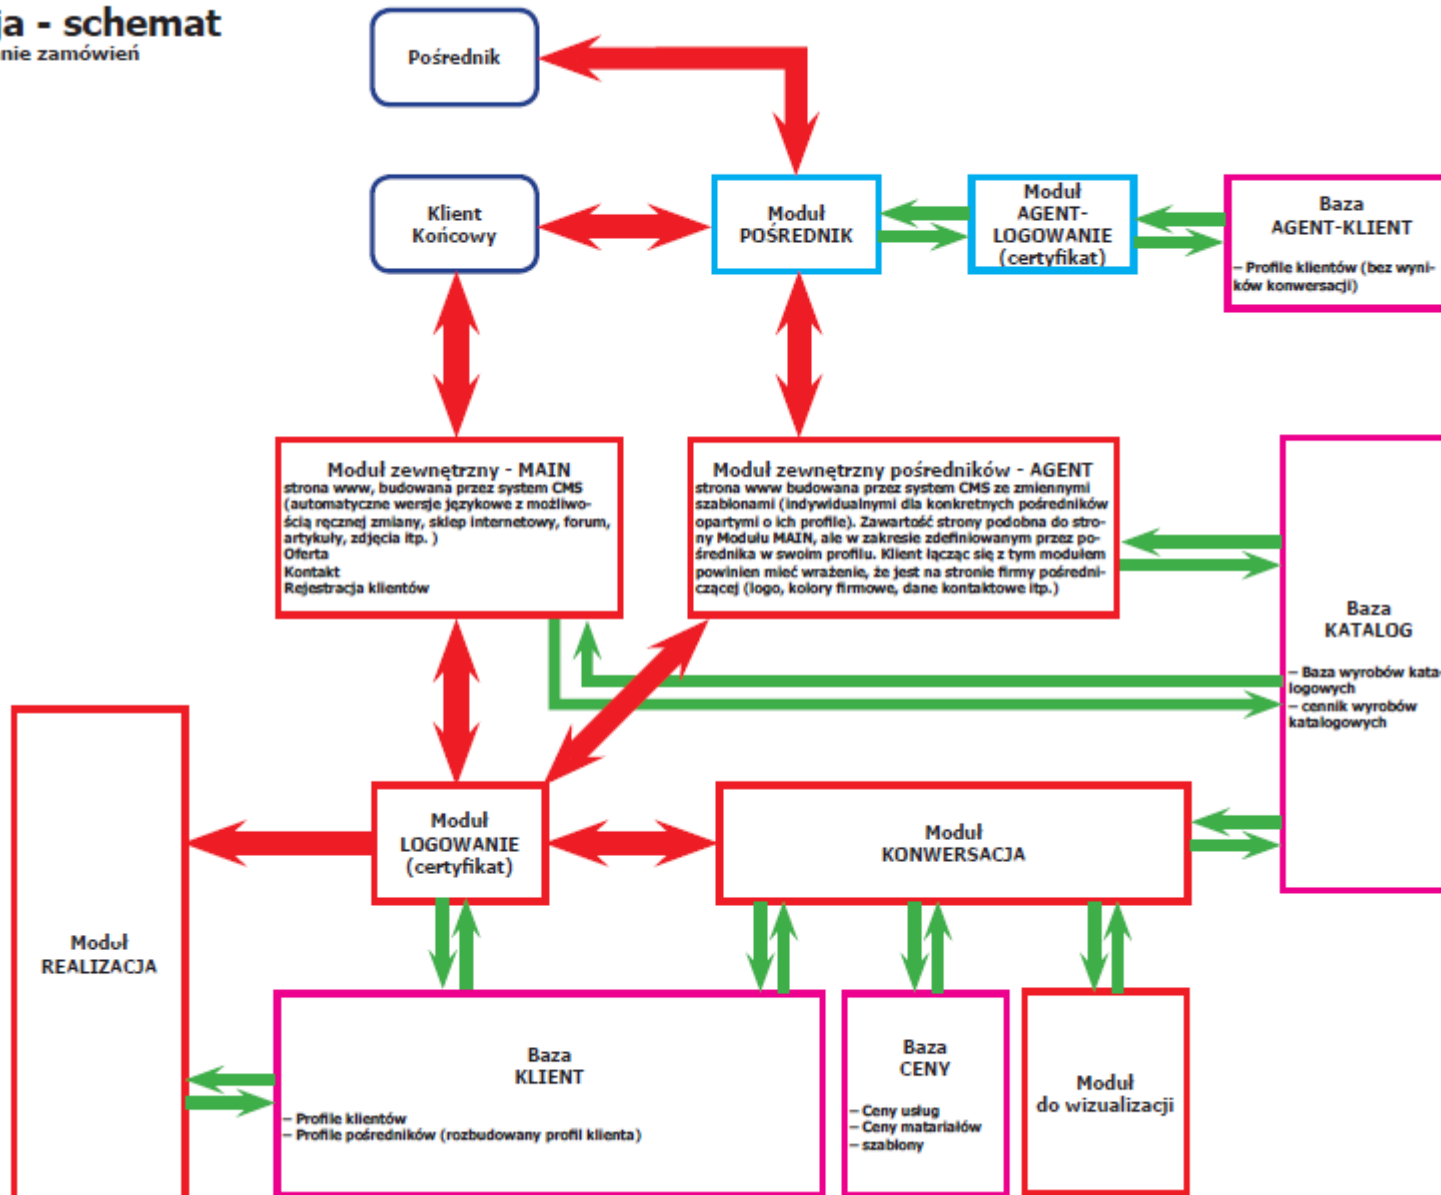 ja - schemat
nie zamówień
Pośrednik
Klient
Końcowy
Moduł
POŚREDNIK
Moduł
AGENT-
LOGOWANIE
(certyfikat)
Baza
AGENT-KLIENT
– Profile klientów (bez wyni-
ków konwersacji)
Moduł zewnętrzny - MAIN
strona www, budowana przez system CMS
(automatyczne wersje językowe z możliwo-
ścią ręcznej zmiany, sklep internetowy, forum,
artykuły, zdjęcia itp. )
Oferta
Kontakt
Rejestracja klientów
Moduł zewnętrzny pośredników - AGENT
strona www budowana przez system CMS ze zmiennymi
szabłonami (indywidualnymi dla konkretnych pośredników
opartymi o ich profile). Zawartość strony podobna do stro-
ny Modułu MAIN, ale w zakresie zdefiniowanym przez po-
średnika w swoim profilu. Klient łącząc się z tym modułem
powinien mieć wrażenie, że jest na stronie firmy pośredni-
czącej (logo, kolory firmowe, dane kontaktowe itp.)
Baza
KATALOG
– Baza wyrobów kata-
logowych
– cennik wyrobów
katalogowych
Moduł
LOGOWANIE
(certyfikat)
Moduł
KONWERSACJA
Moduł
REALIZACJA
Baza
KLIENT
– Profile klientów
– Profile pośredników (rozbudowany profil klienta)
Baza
CENY
– Ceny usług
– Ceny matariałów
– szabłony
Moduł
do wizualizacji